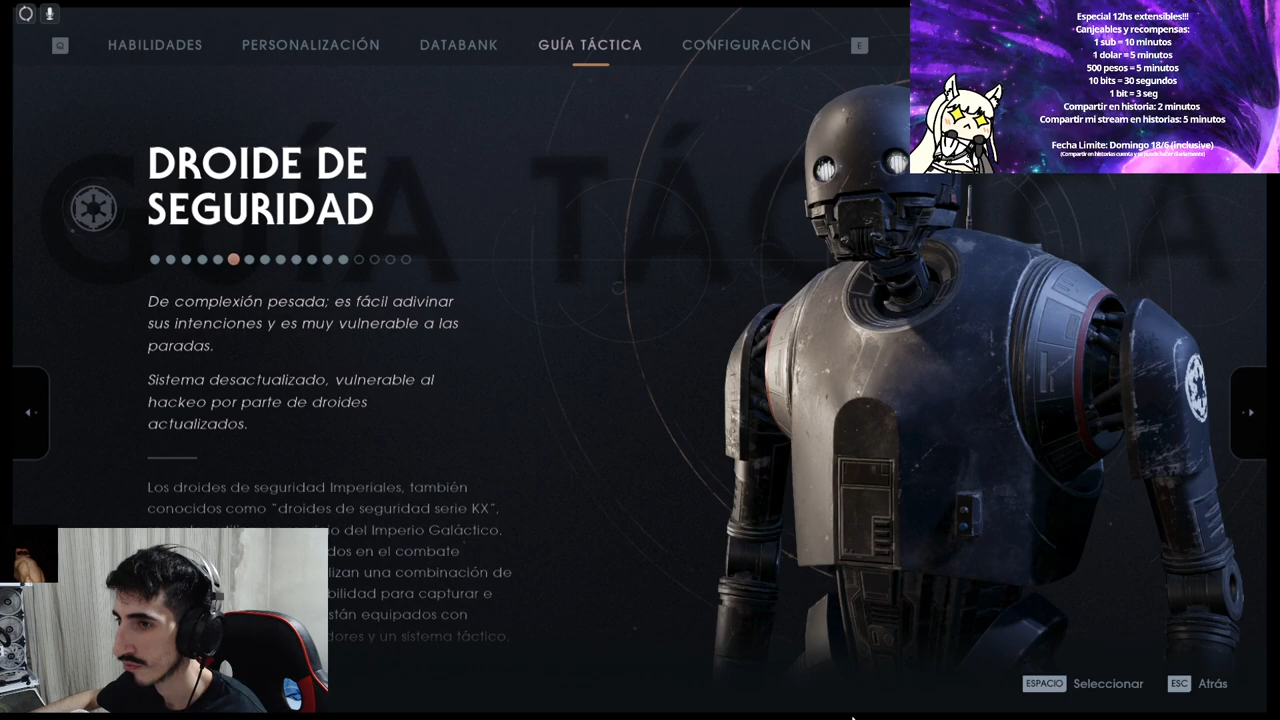 Q
HABILIDADES
PERSONALIZACIÓN
DATABANK
GUÍA TÁCTICA
CONFIGURACIÓN
E
Especial 12hs extensibles!!!
Canjeables y recompensas:
1 sub = 10 minutos
1 dolar = 5 minutos
500 pesos = 5 minutos
10 bits = 30 segundos
1 bit = 3 seg
Compartir en historia: 2 minutos
Compartir mi stream en historias: 5 minutos
Fecha Limite: Domingo 18/6 (inclusive)
DROIDE DE
SEGURIDAD
De complexión pesada; es fácil adivinar
sus intenciones y es muy vulnerable a las
paradas.
Sistema desactualizado, vulnerable al
hackeo por parte de droides
actualizados.
Los droides de seguridad Imperiales, también
conocidos como "droides de seguridad serie KX",
del Imperio Galáctico.
en el combate
una combinación de
para capturar e
equipados con
y un sistema táctico.
ESPACIO Seleccionar
ESC Atrás